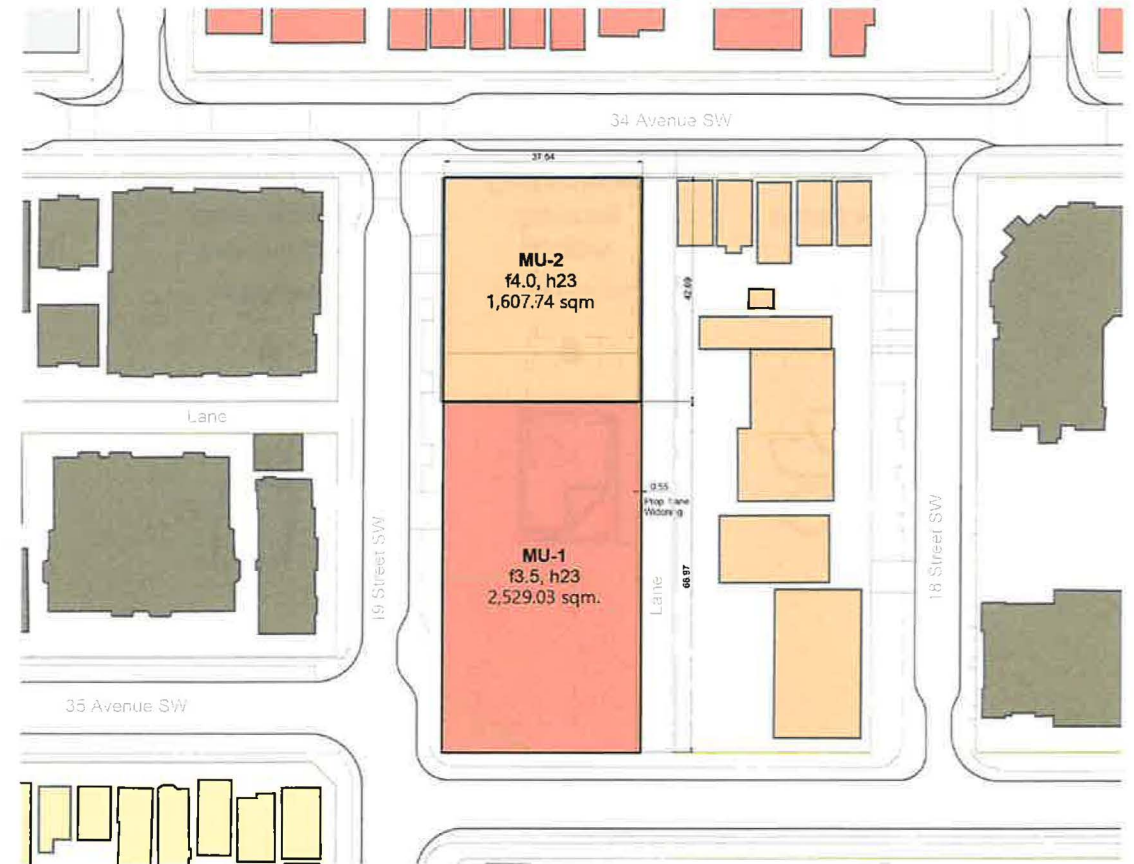 34 Avenue SW
37.64
MU-2
f4.0, h23
1,607.74 sqm
42.69
Lane
0.55
Prop Lane
Widening
MU-1
f3.5, h23
2,529.03 sqm.
19 Street SW
Lane
66.97
18 Street SW
35 Avenue SW